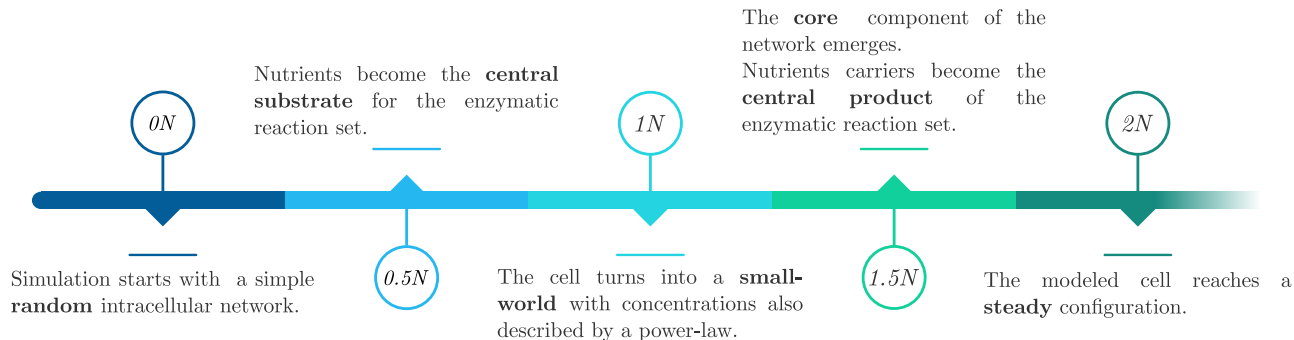 0N
Simulation starts with a simple
random intracellular network.
Nutrients become the central
substrate for the enzymatic
reaction set.
0.5N
1N
The cell turns into a small-
world with concentrations also
described by a power-law.
The core component of the
network emerges.
Nutrients carriers become the
central product of the
enzymatic reaction set.
1.5N
2N
The modeled cell reaches a
steady configuration.